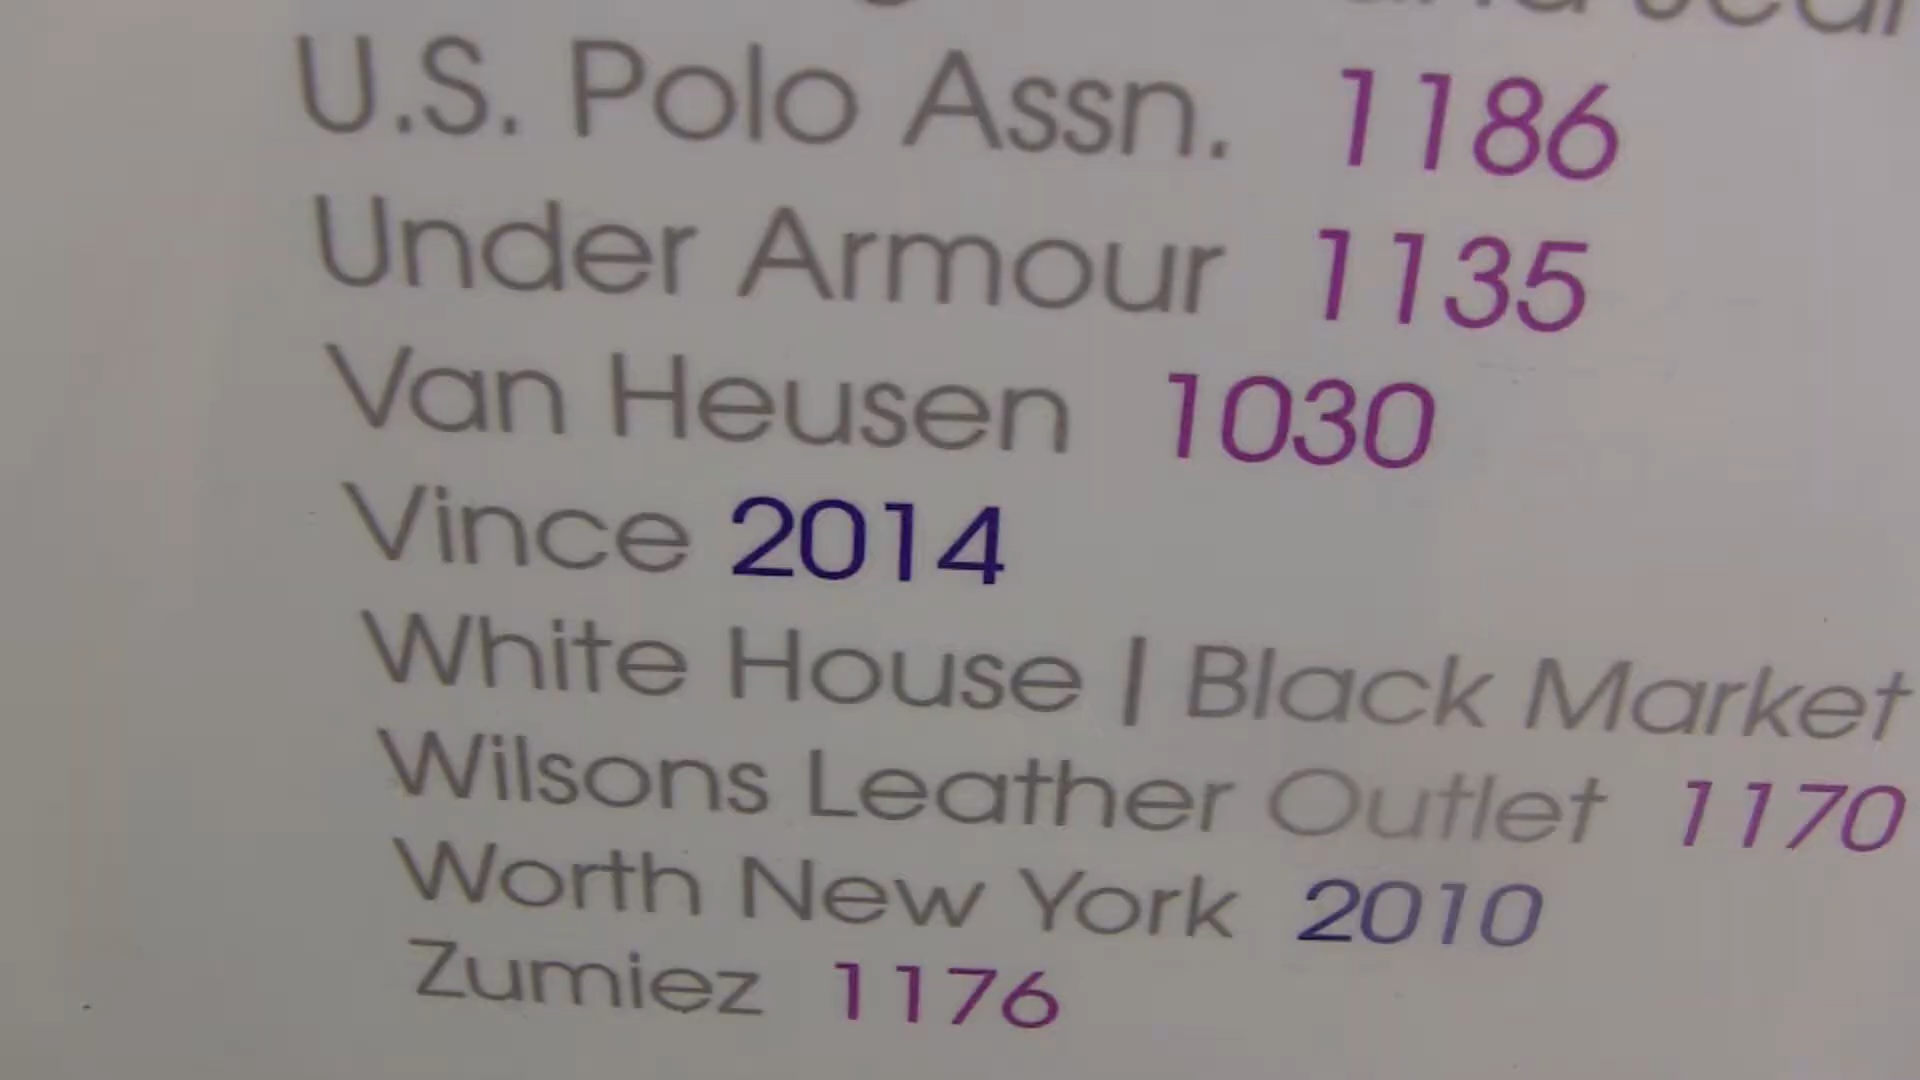 U.S. Polo Assn. 1186
Under Armour 1135
Van Heusen 1030
Vince 2014
White House | Black Market
Wilsons Leather Outlet 1170
Worth New York 2010
Zumiez 1176